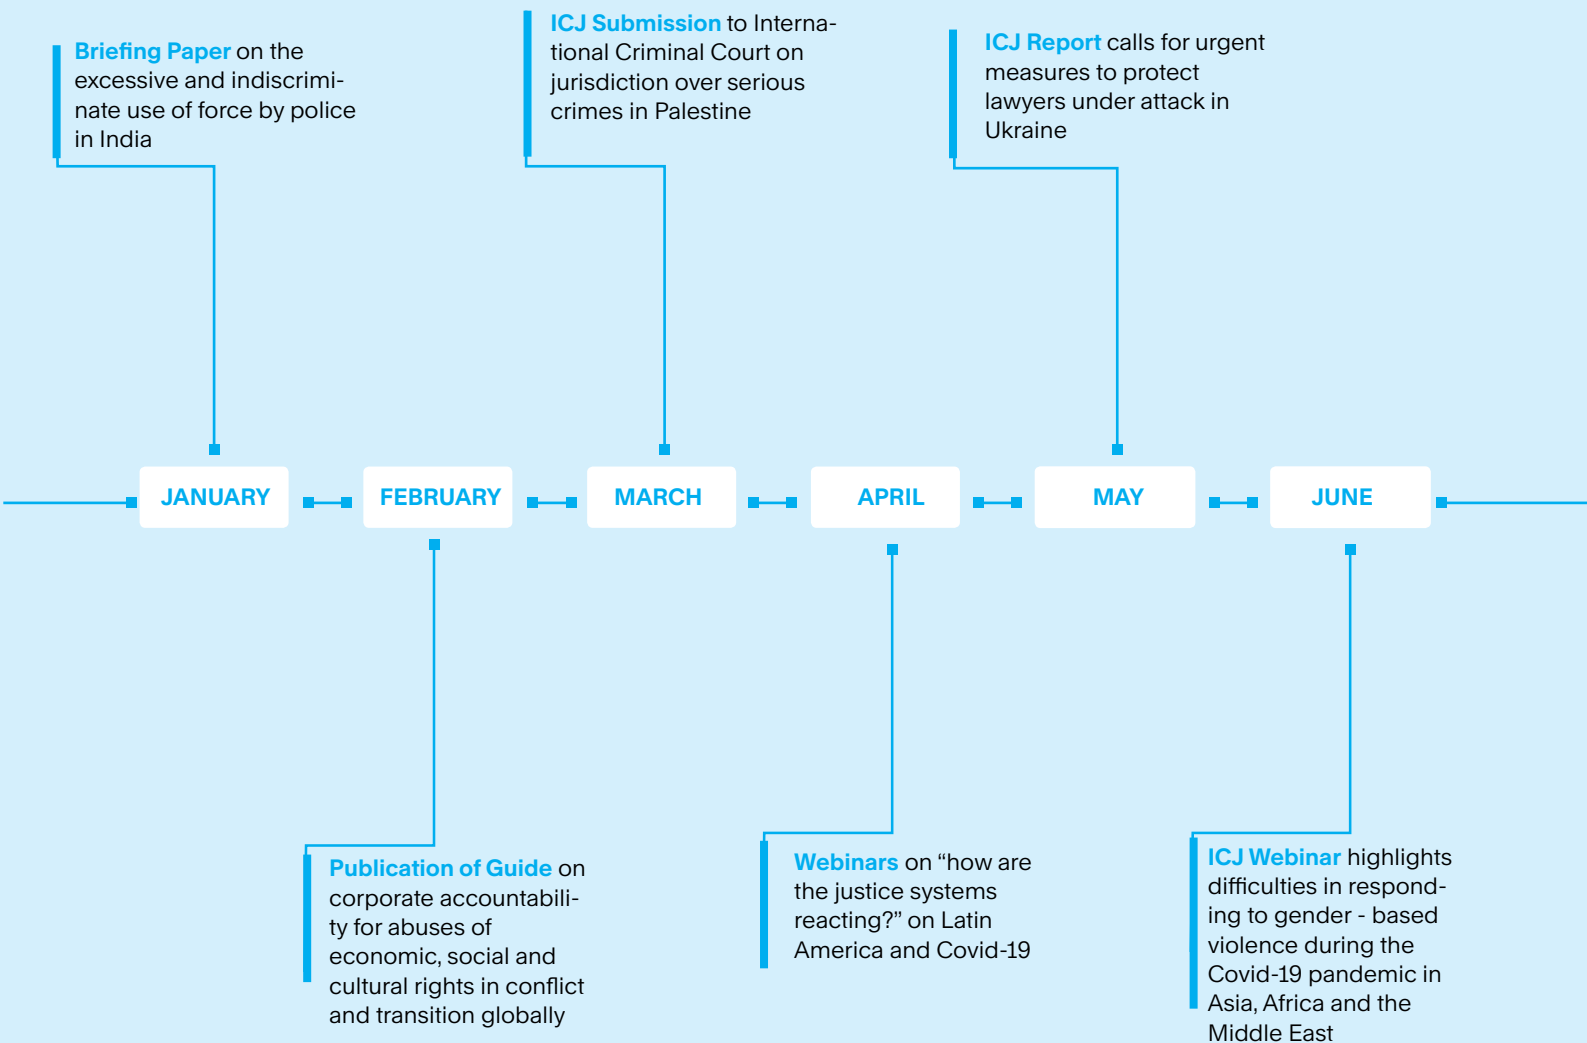 Briefing Paper on the
excessive and indiscrimi-
nate use of force by police
in India
ICJ Submission to Interna-
tional Criminal Court on
jurisdiction over serious
crimes in Palestine
ICJ Report calls for urgent
measures to protect
lawyers under attack in
Ukraine
JANUARY
FEBRUARY
MARCH
APRIL
MAY
JUNE
Publication of Guide on
corporate accountabili-
ty for abuses of
economic, social and
cultural rights in conflict
and transition globally
Webinars on “how are
the justice systems
reacting?” on Latin
America and Covid-19
ICJ Webinar highlights
difficulties in respond-
ing to gender - based
violence during the
Covid-19 pandemic in
Asia, Africa and the
Middle East